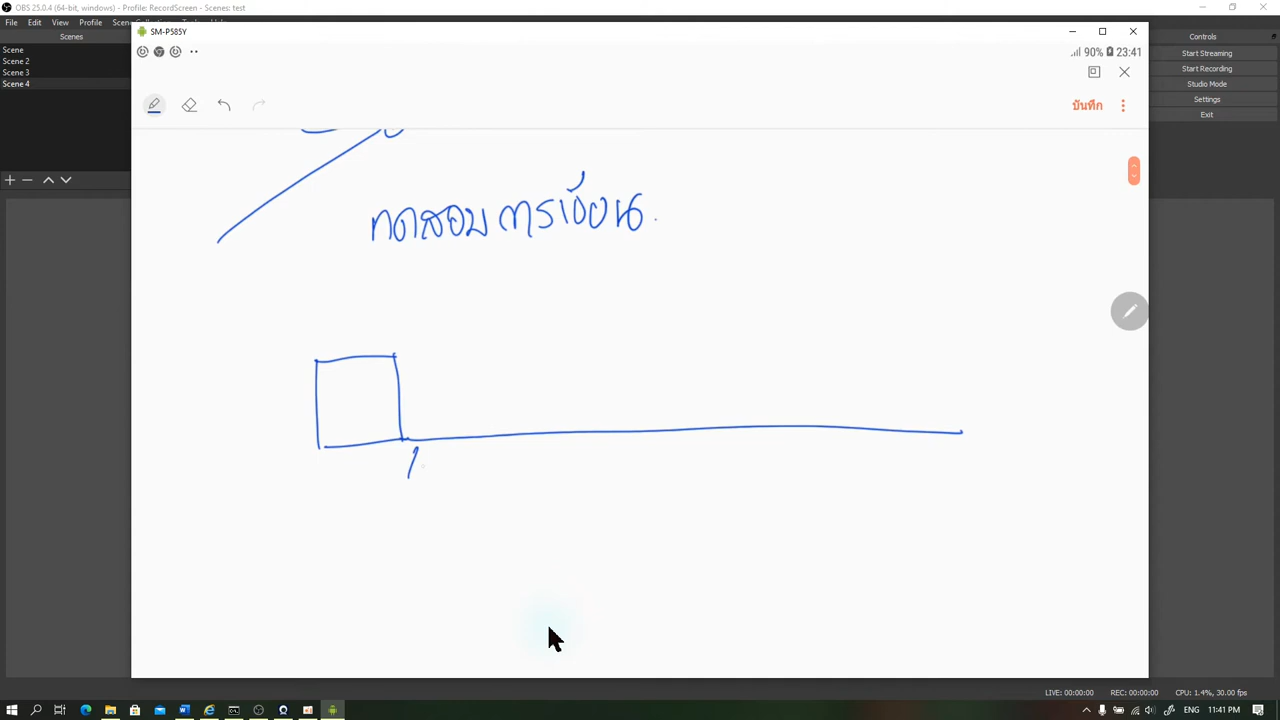 OBS 25.0.4 (64-bit, windows) - Profile: RecordScreen - Scenes: test
File Edit View Profile
Scenes
Scene
Scene 2
Scene 3
Scene 4
SM-P585Y
90% 23:41
บันทึก
ทดสอบการเขียน
Controls
Start Streaming
Start Recording
Studio Mode
Settings
Exit
LIVE: 00:00:00 REC: 00:00:00 CPU: 1.4%, 30.00 fps
ENG 11:41 PM